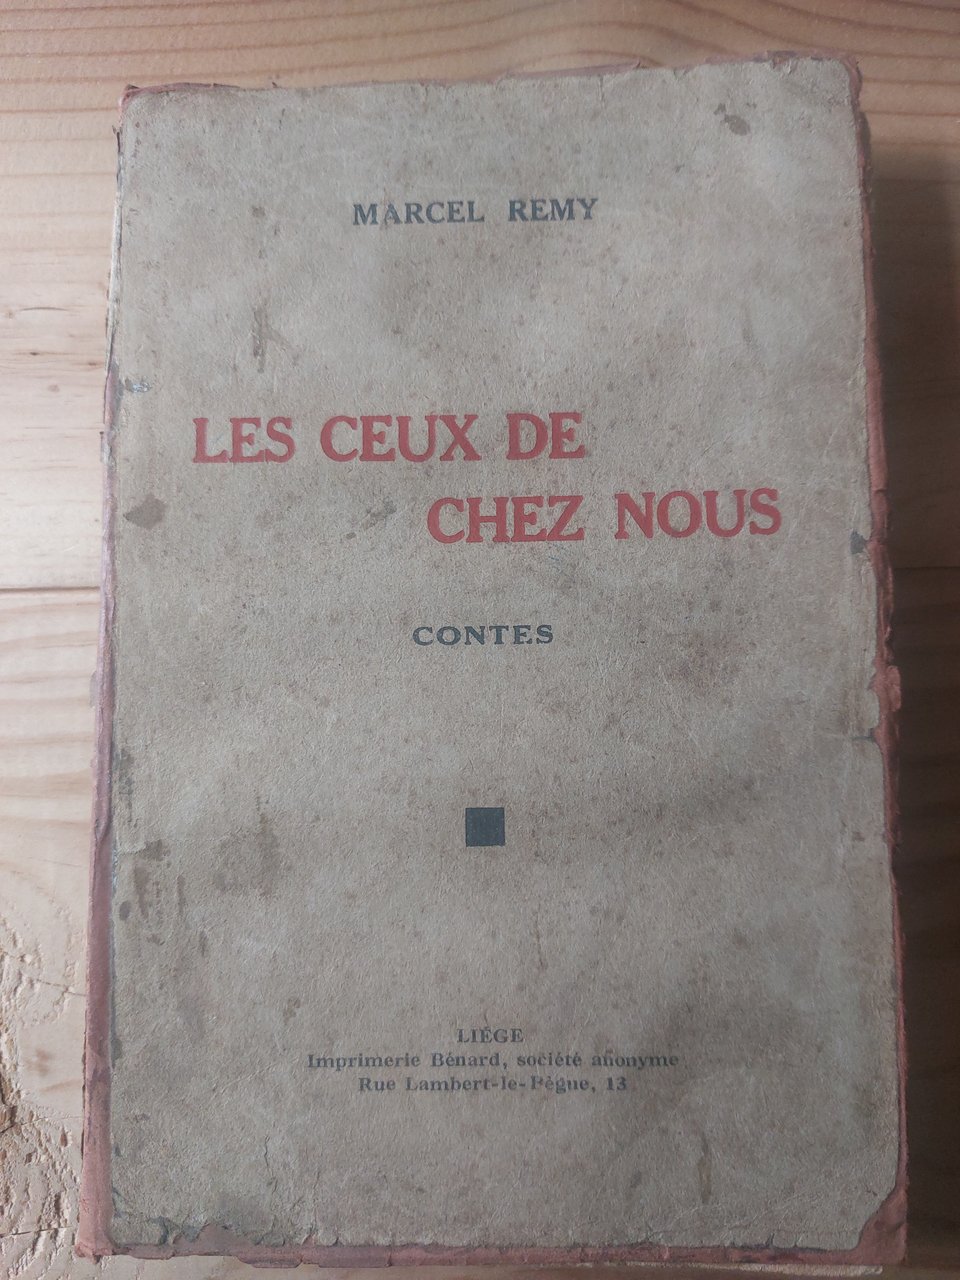 MARCEL REMY
LES CEUX DE
CHEZ NOUS
CONTES
LIÉGE
Imprimerie Bénard, société anonyme
Rue Lambert-le-Bègue, 13